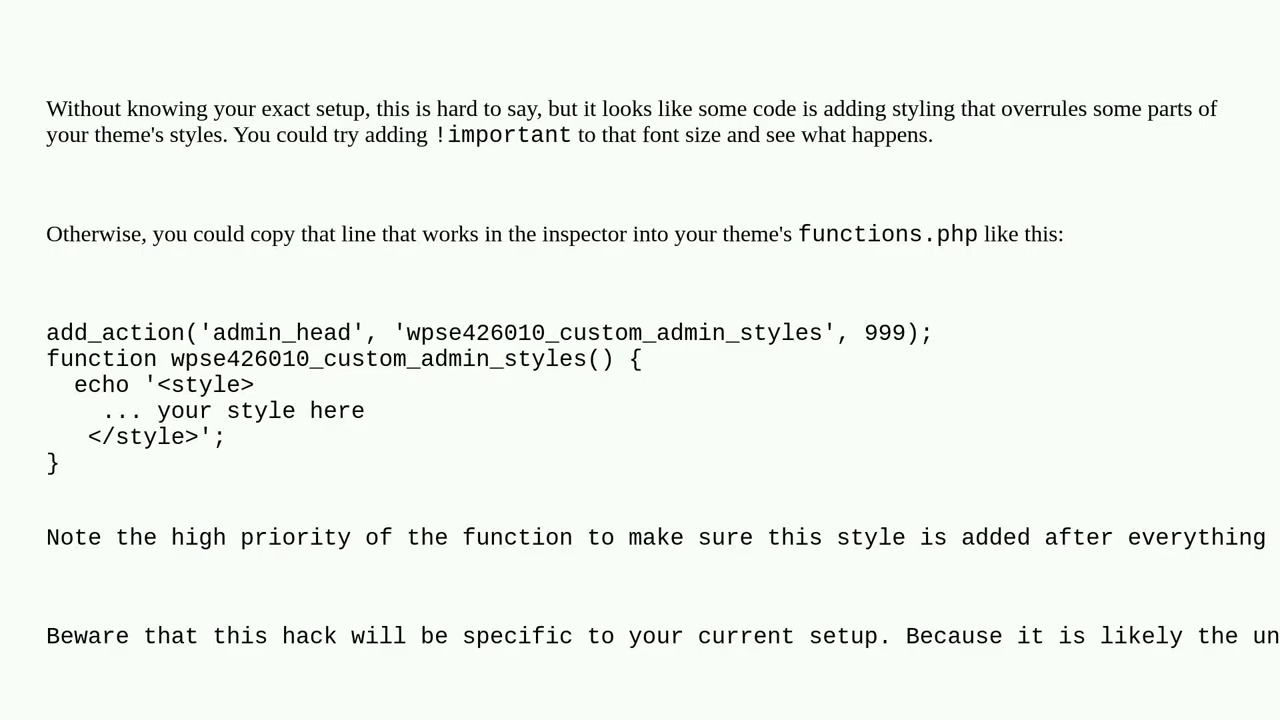 Without knowing your exact setup, this is hard to say, but it looks like some code is adding styling that overrules some parts of
your theme's styles. You could try adding !important to that font size and see what happens.
Otherwise, you could copy that line that works in the inspector into your theme's functions.php like this:
add_action('admin_head', 'wpse426010_custom_admin_styles', 999);
function wpse426010_custom_admin_styles() {
  echo '<style>
    ... your style here
   </style>';
}
Note the high priority of the function to make sure this style is added after everything
Beware that this hack will be specific to your current setup. Because it is likely the